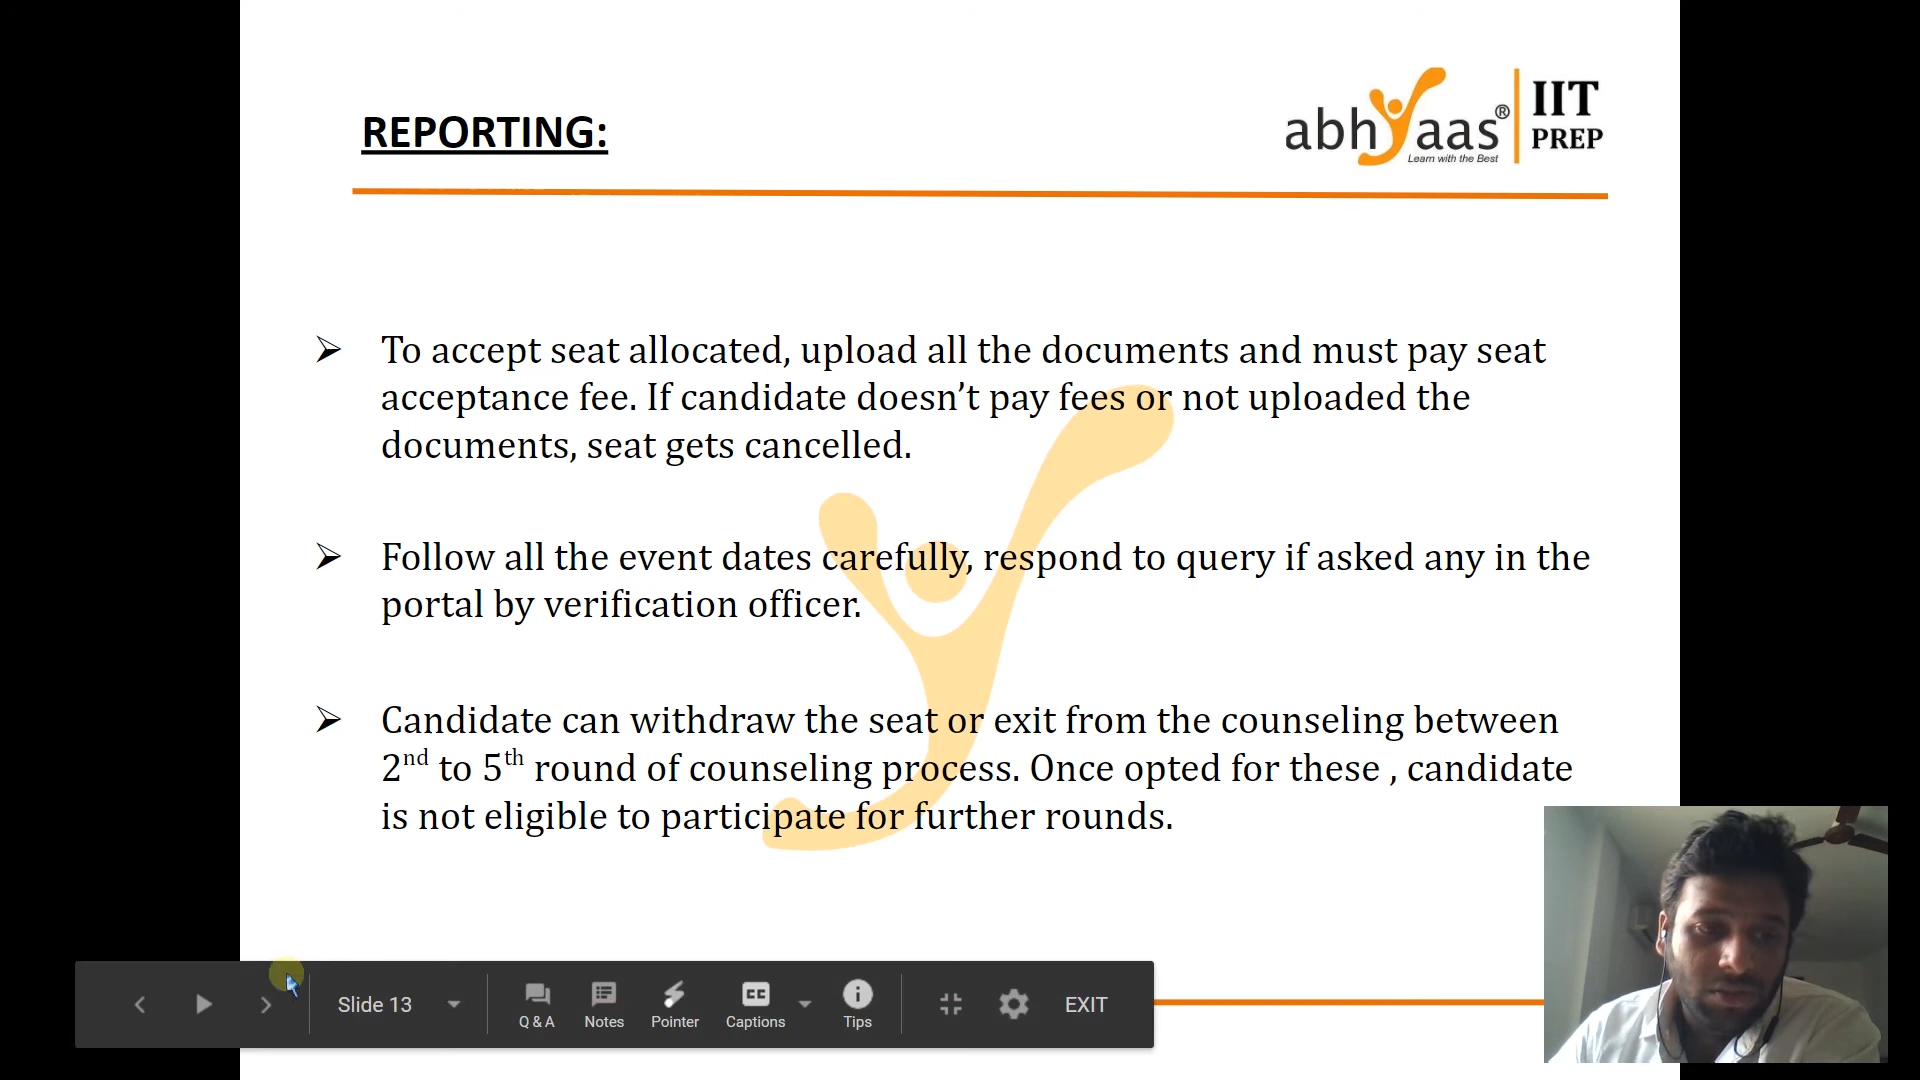 REPORTING:
abhyaas®
Learn with the Best
IIT
PREP
➢ To accept seat allocated, upload all the documents and must pay seat
acceptance fee. If candidate doesn’t pay fees or not uploaded the
documents, seat gets cancelled.
➢ Follow all the event dates carefully, respond to query if asked any in the
portal by verification officer.
➢ Candidate can withdraw the seat or exit from the counseling between
2nd to 5th round of counseling process. Once opted for these , candidate
is not eligible to participate for further rounds.
Slide 13
Q & A
Notes
Pointer
CC
Captions
Tips
EXIT